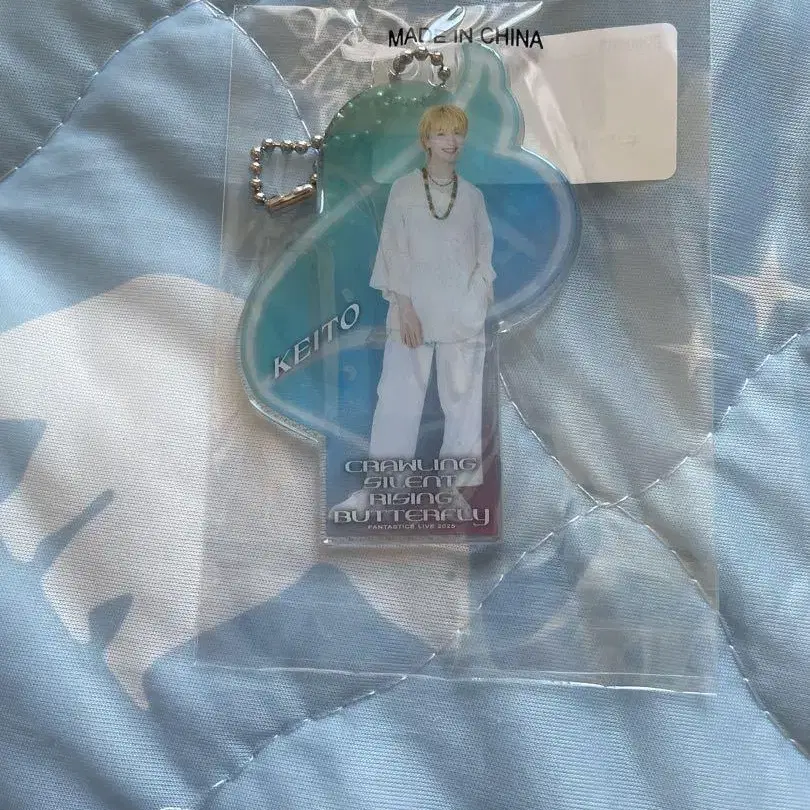 MADE IN CHINA
KEITO
CRAWLING
SILENT
RISING
BUTTERFLY
FANTASTICS LIVE 2025